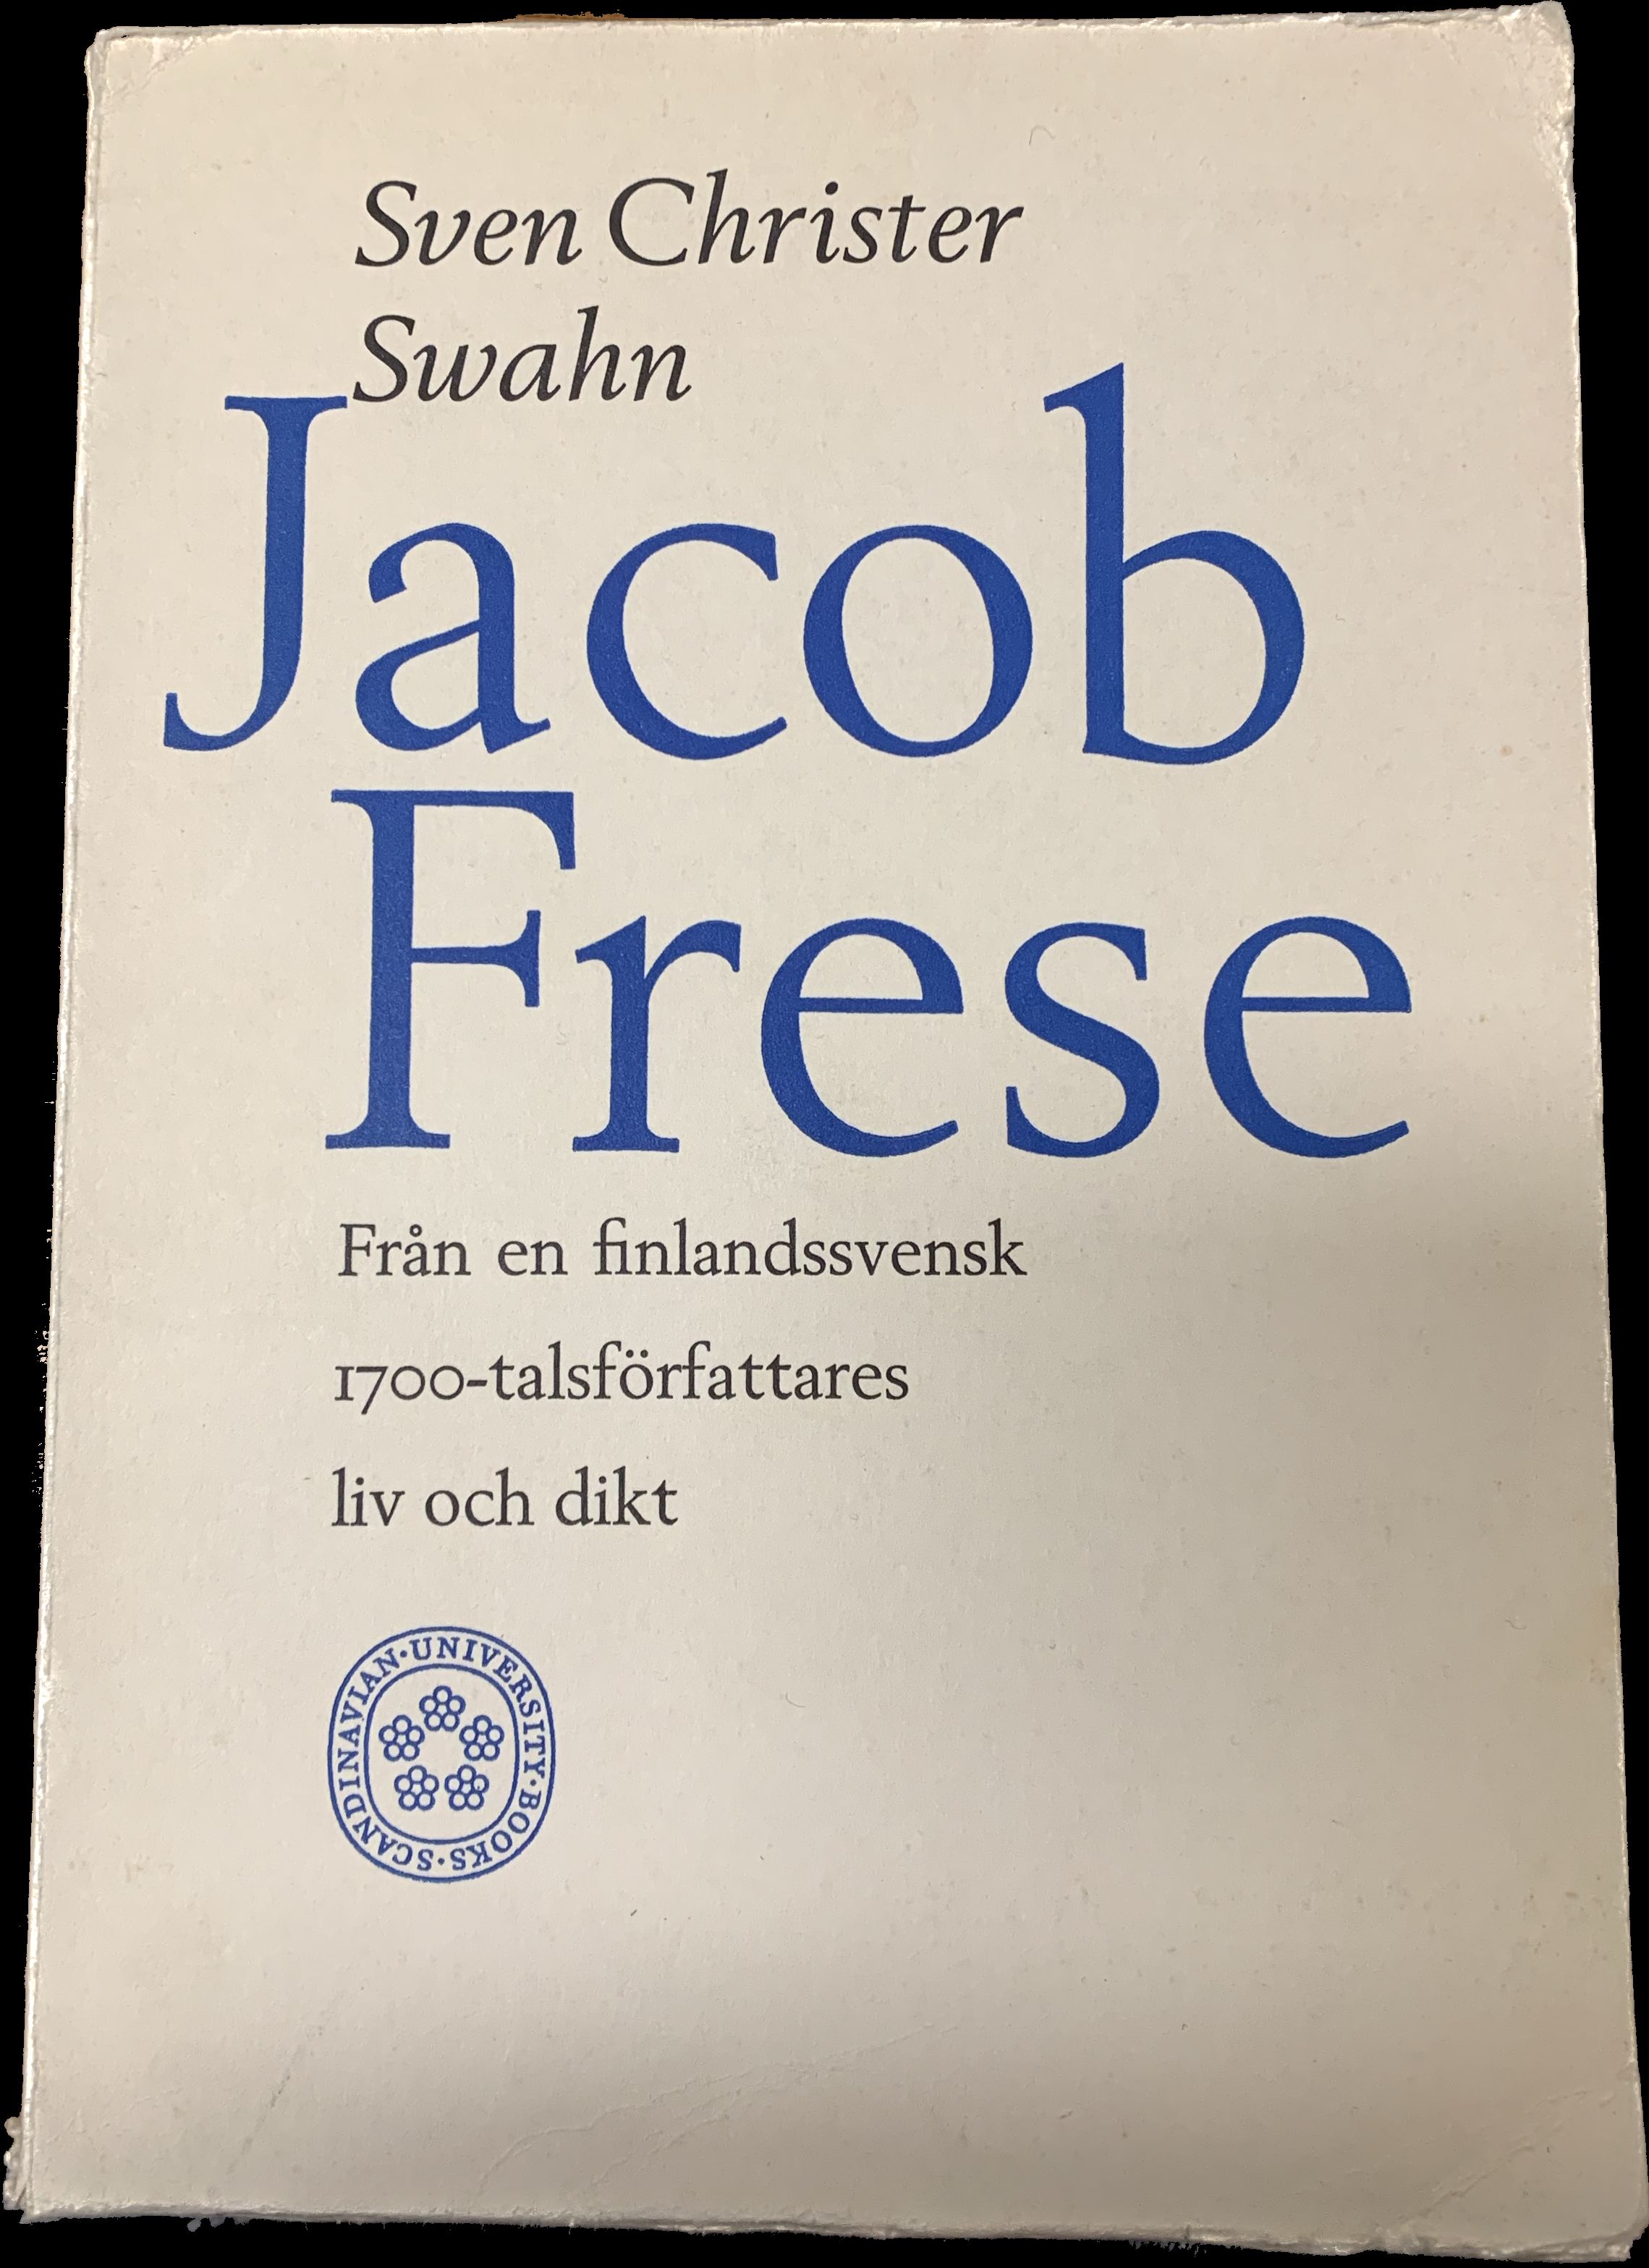 Sven Christer
Swahn
Jacob
Frese
Från en finlandssvensk
1700-talsförfattares
liv och dikt
SCANDINAVIAN·UNIVERSITY·BOOKS·